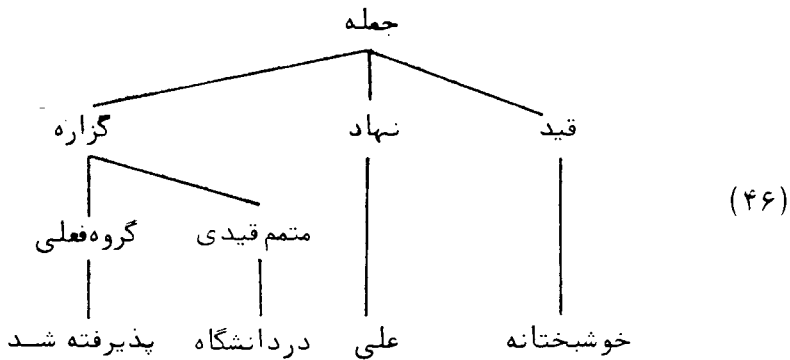 جمله
قید نهاد گزاره
(۴۶)
متمم قیدی گروه‌فعلی
خوشبختانه علی دردانشگاه پذیرفته شد